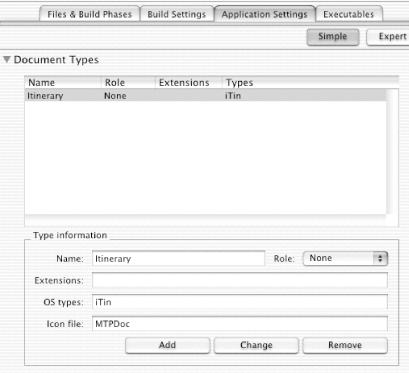 Files & Build Phases Build Settings Application Settings Executables
Simple Expert
Document Types
Name Role Extensions Types
Itinerary None iTin
Type information
Name: Itinerary Role: None
Extensions:
OS types: iTin
Icon file: MTPDoc
Add Change Remove